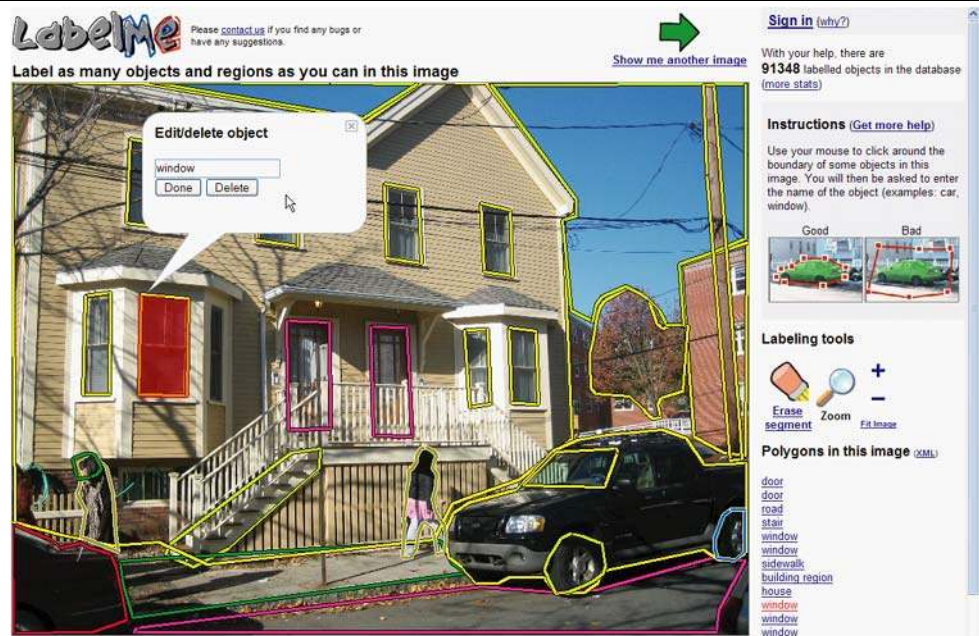 LabelMe
Please contact us if you find any bugs or
have any suggestions.
Label as many objects and regions as you can in this image
Show me another image
Edit/delete object
window
Done Delete
Sign in (why?)
With your help, there are
91348 labelled objects in the database
(more stats)
Instructions (Get more help)
Use your mouse to click around the
boundary of some objects in this
image. You will then be asked to enter
the name of the object (examples: car,
window).
Good Bad
Labeling tools
Erase
segment
Zoom
+
−
Fit Image
Polygons in this image (XML)
door
door
road
stair
window
window
sidewalk
building region
house
window
window
window